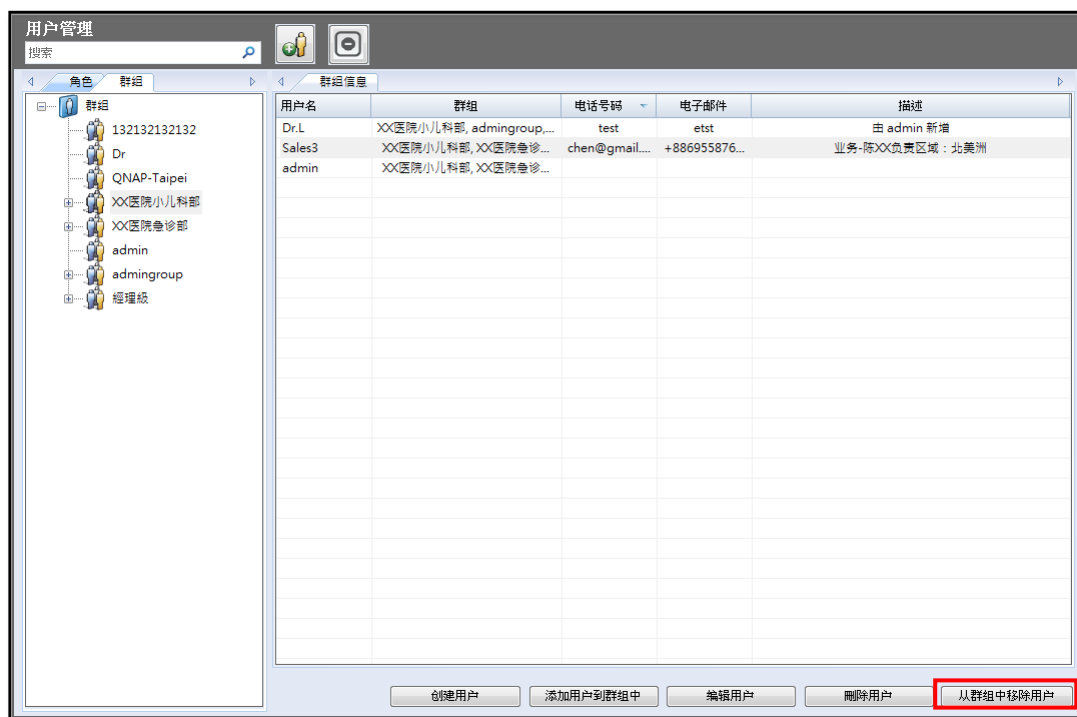 用户管理
搜索
角色 群组
群组
132132132132
Dr
QNAP-Taipei
XX医院小儿科部
XX医院急诊部
admin
admingroup
經理級
群组信息
用户名 群组 电话号码 电子邮件 描述
Dr.L XX医院小儿科部, admingroup,... test etst 由 admin 新增
Sales3 XX医院小儿科部, XX医院急诊... chen@gmail.... +886955876... 业务-陈XX负责区域：北美洲
admin XX医院小儿科部, XX医院急诊...
创建用户 添加用户到群组中 编辑用户 刪除用户 从群组中移除用户